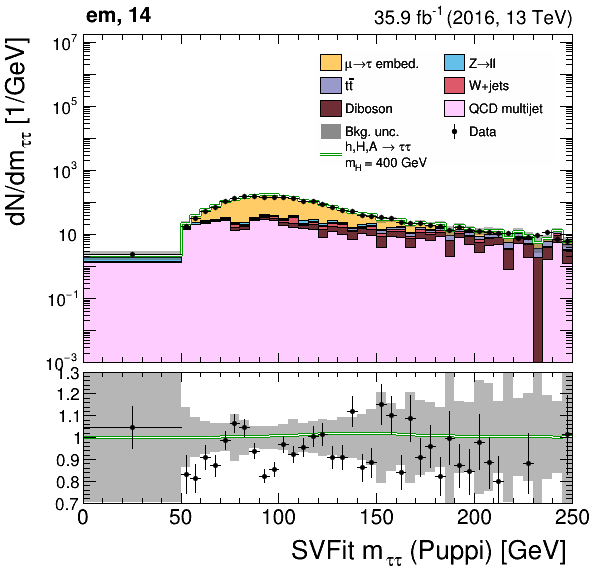 em, 14 35.9 fb⁻¹ (2016, 13 TeV)
dN/dm_ττ [1/GeV]
10⁷
10⁵
10³
10
10⁻¹
10⁻³
μ→τ embed. Z→ll
tt̄ W+jets
Diboson QCD multijet
Bkg. unc. Data
h,H,A → ττ
m_H = 400 GeV
1.3
1.2
1.1
1
0.9
0.8
0.7
0 50 100 150 200 250
SVFit m_ττ (Puppi) [GeV]